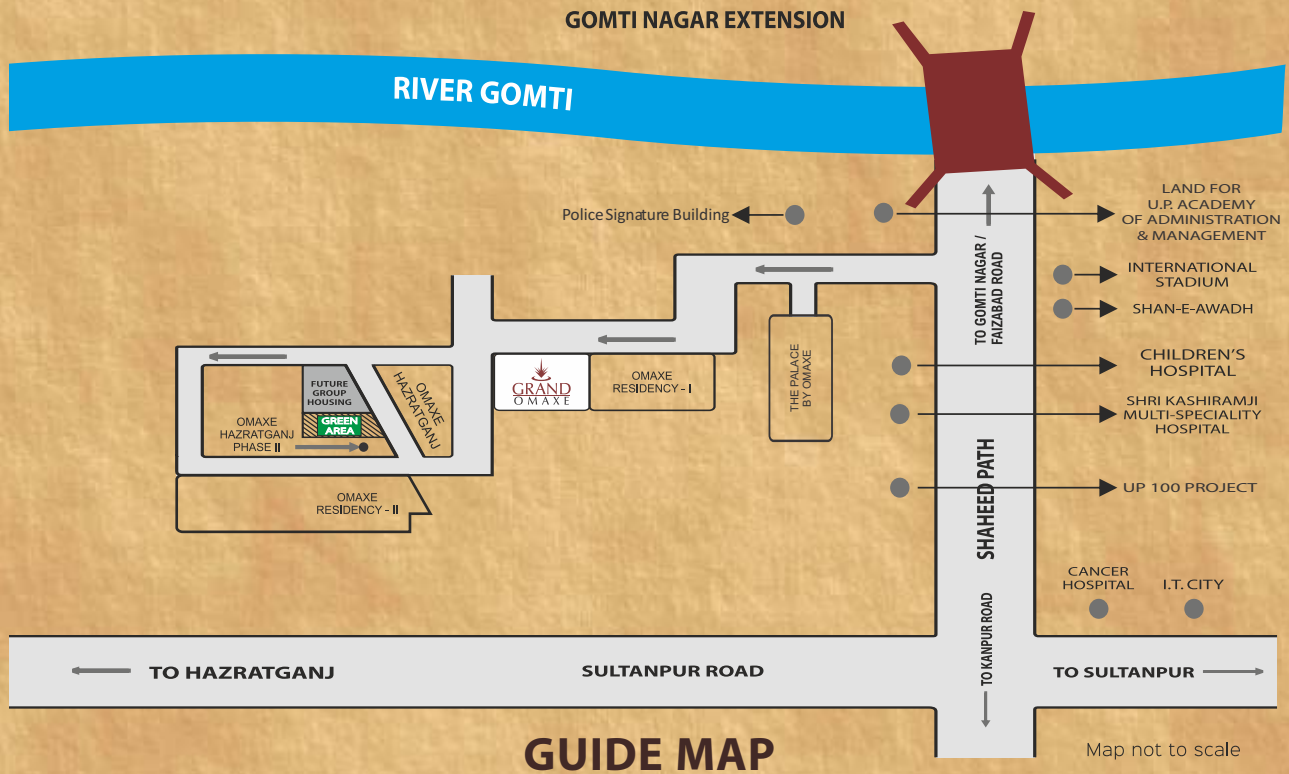 GOMTI NAGAR EXTENSION
RIVER GOMTI
Police Signature Building
LAND FOR
U.P. ACADEMY
OF ADMINISTRATION
& MANAGEMENT
TO GOMTI NAGAR /
FAIZABAD ROAD
INTERNATIONAL
STADIUM
SHAN-E-AWADH
CHILDREN'S
HOSPITAL
SHRI KASHIRAMJI
MULTI-SPECIALITY
HOSPITAL
UP 100 PROJECT
THE PALACE
BY OMAXE
GRAND
OMAXE
OMAXE
RESIDENCY - I
OMAXE
HAZRATGANJ
FUTURE
GROUP
HOUSING
GREEN
AREA
OMAXE
HAZRATGANJ
PHASE II
OMAXE
RESIDENCY - II
SHAHEED PATH
CANCER
HOSPITAL
I.T. CITY
TO KANPUR ROAD
TO HAZRATGANJ
SULTANPUR ROAD
TO SULTANPUR
GUIDE MAP
Map not to scale